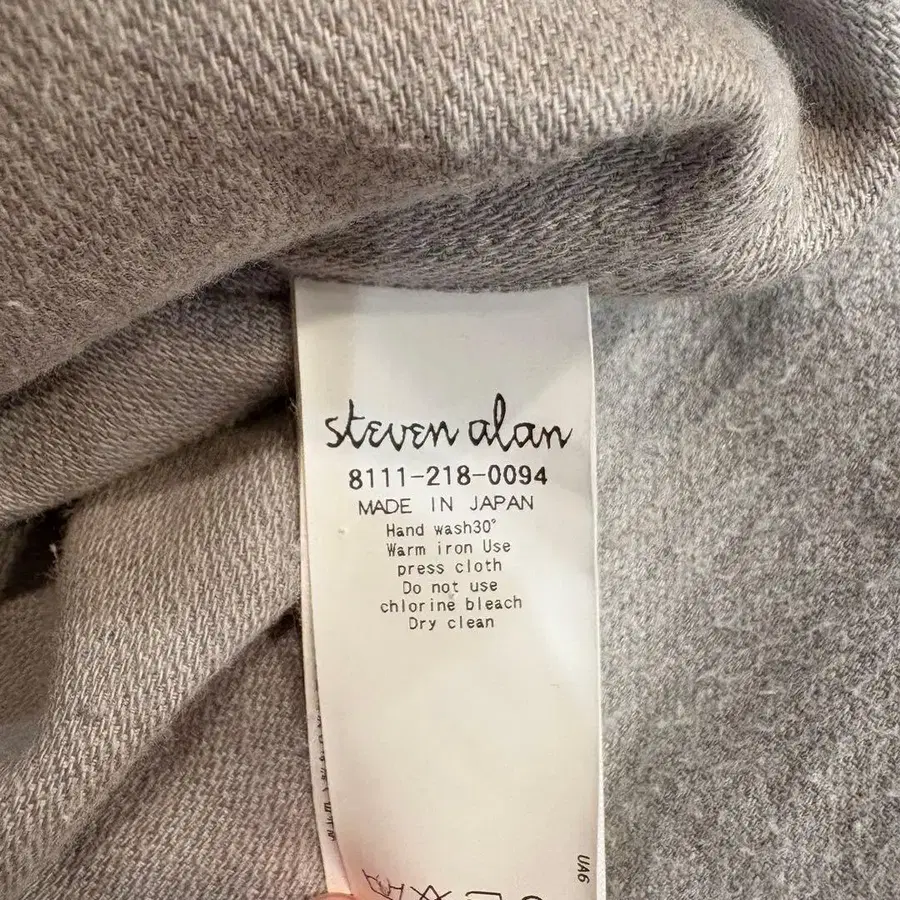 steven alan
8111-218-0094
MADE IN JAPAN
Hand wash30°
Warm iron Use
press cloth
Do not use
chlorine bleach
Dry clean
UA6